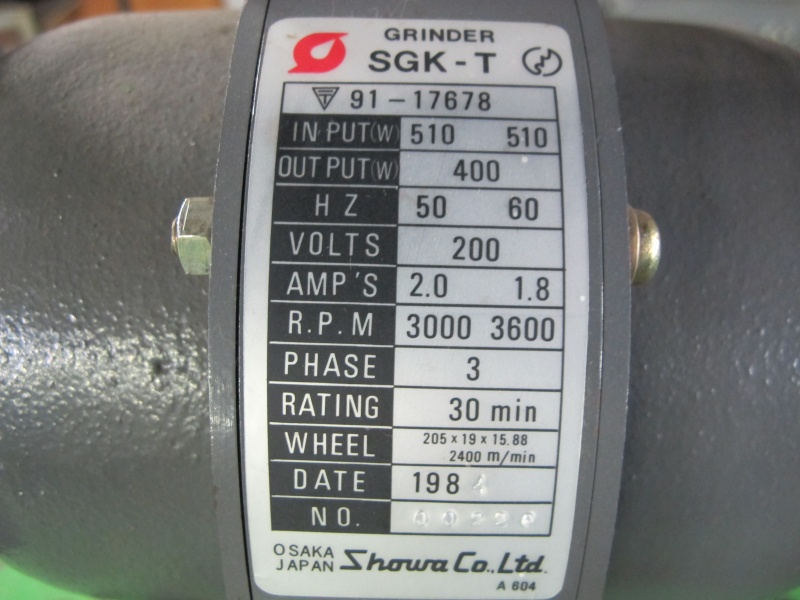 GRINDER
SGK-T
91-17678
INPUT(W) 510 510
OUTPUT(W) 400
HZ 50 60
VOLTS 200
AMP'S 2.0 1.8
R.P.M 3000 3600
PHASE 3
RATING 30 min
WHEEL 205×19×15.88
2400 m/min
DATE 198
NO.
OSAKA
JAPAN Showa Co.,Ltd.
A 604